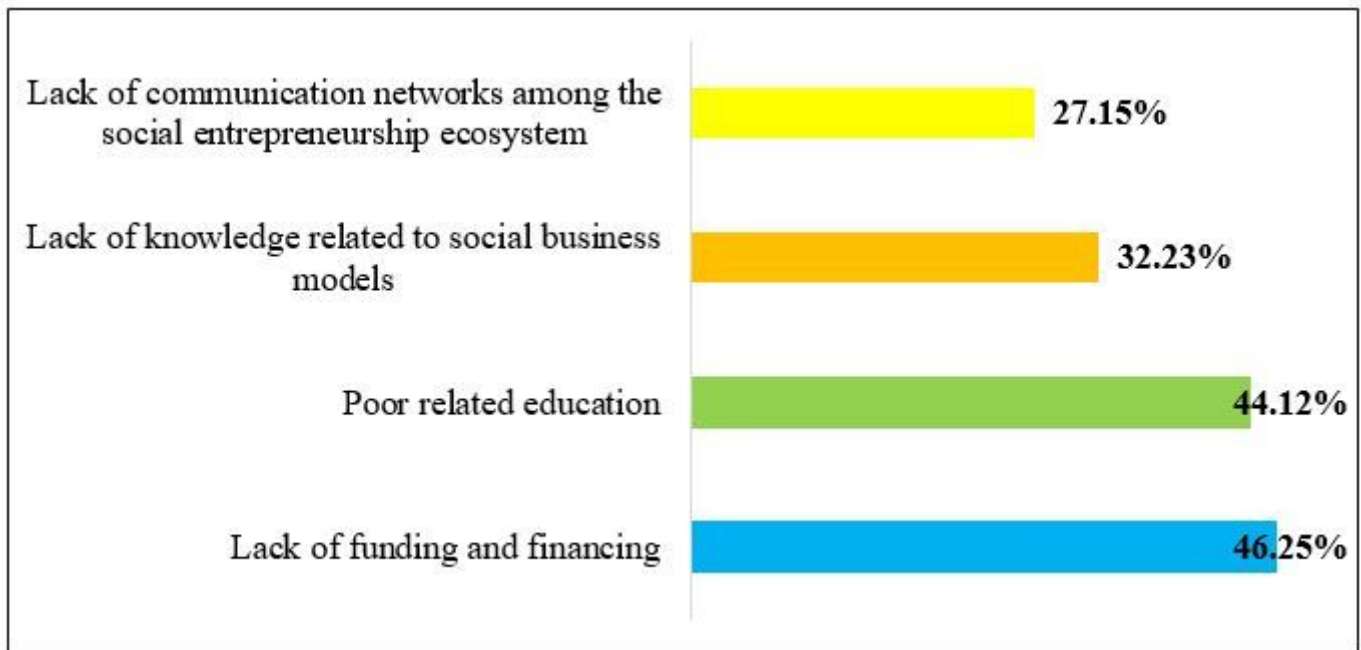 Lack of communication networks among the
social entrepreneurship ecosystem
27.15%
Lack of knowledge related to social business
models
32.23%
Poor related education
44.12%
Lack of funding and financing
46.25%